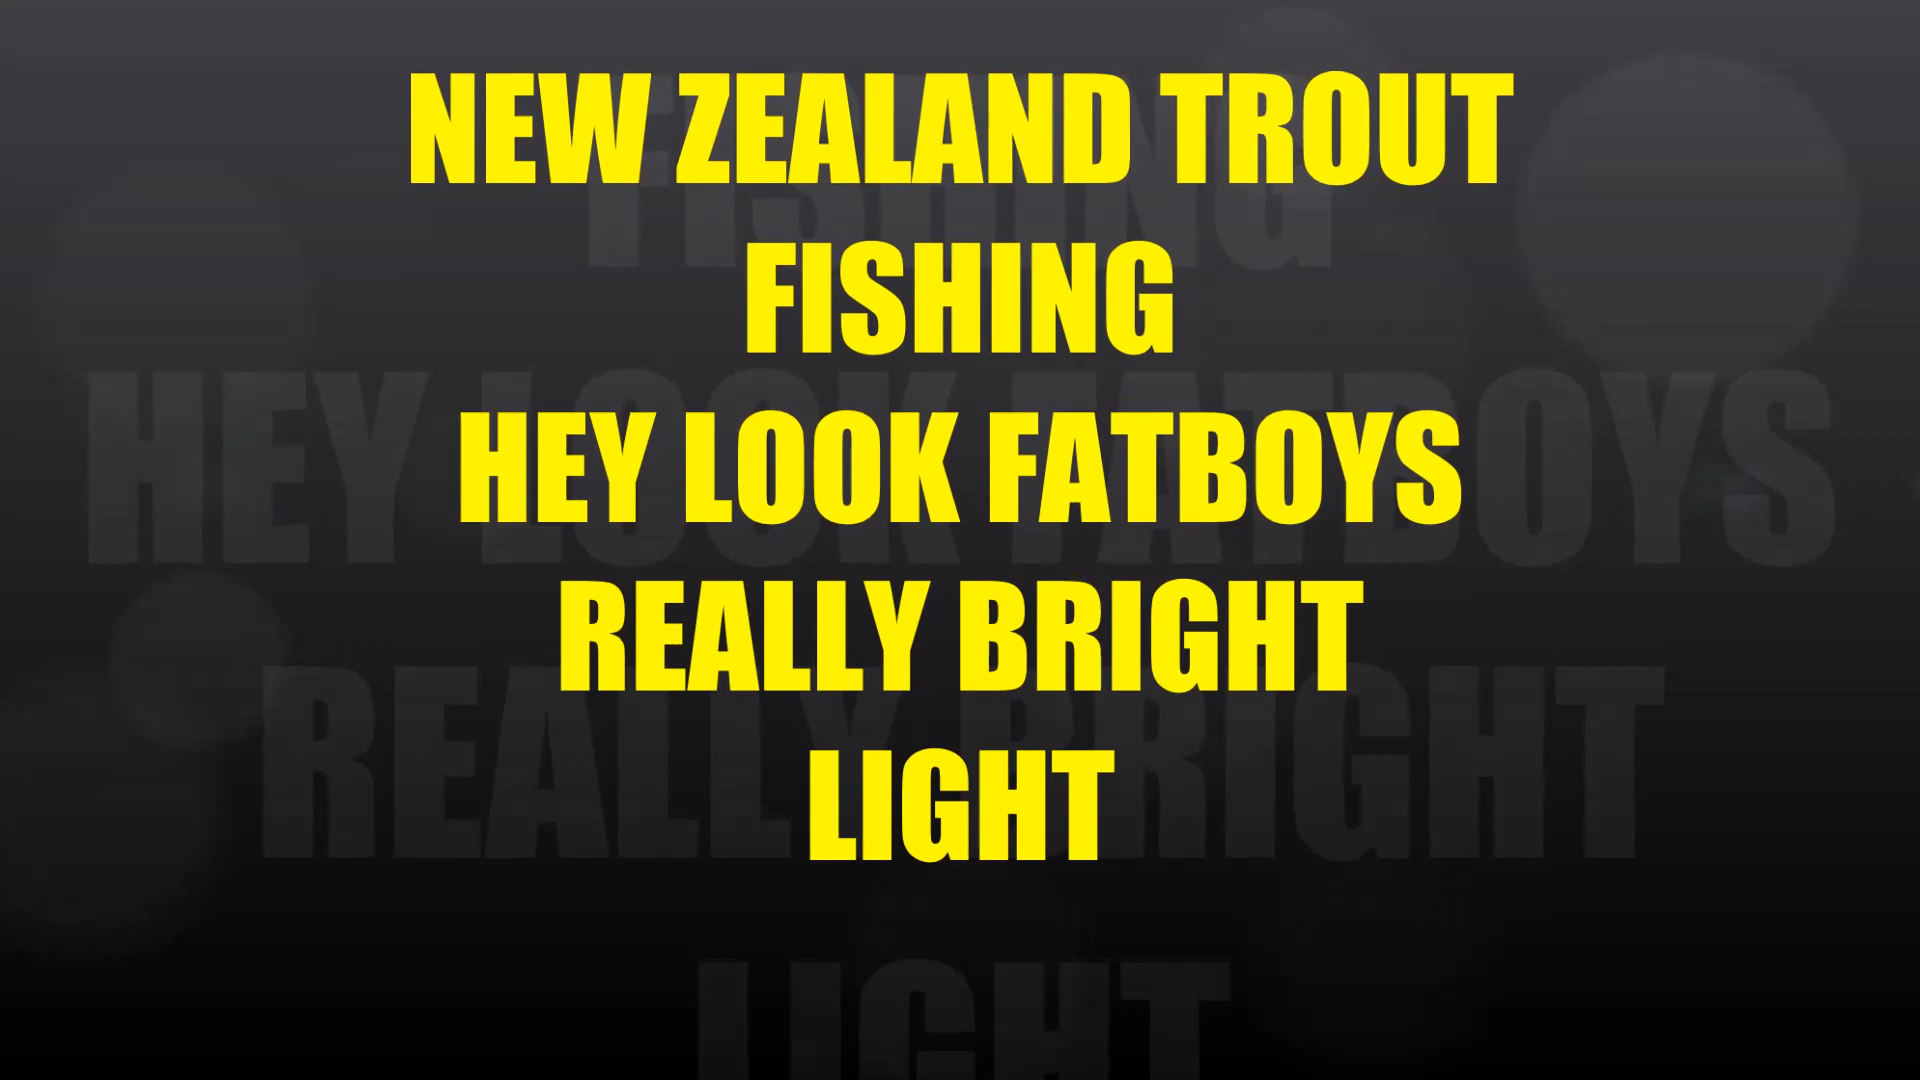 NEW ZEALAND TROUT
FISHING
HEY LOOK FATBOYS
REALLY BRIGHT
LIGHT